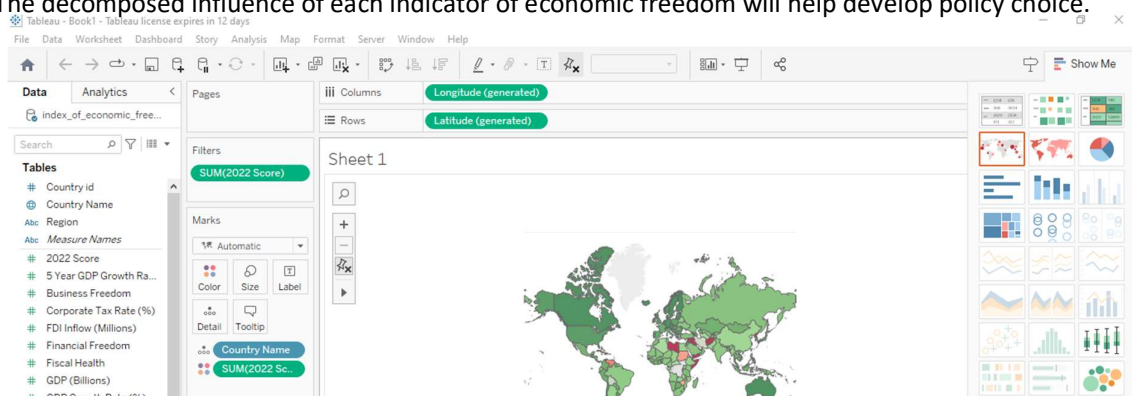 The decomposed influence of each indicator of economic freedom will help develop policy choice.
Tableau - Book1 - Tableau license expires in 12 days
File Data Worksheet Dashboard Story Analysis Map Format Server Window Help
Show Me
Data Analytics
index_of_economic_free...
Search
Tables
# Country id
Country Name
Abc Region
Abc Measure Names
# 2022 Score
# 5 Year GDP Growth Ra...
# Business Freedom
# Corporate Tax Rate (%)
# FDI Inflow (Millions)
# Financial Freedom
# Fiscal Health
# GDP (Billions)
Pages
Filters
SUM(2022 Score)
Marks
Automatic
Color Size Label
Detail Tooltip
Country Name
SUM(2022 Sc..
iii Columns Longitude (generated)
Rows Latitude (generated)
Sheet 1